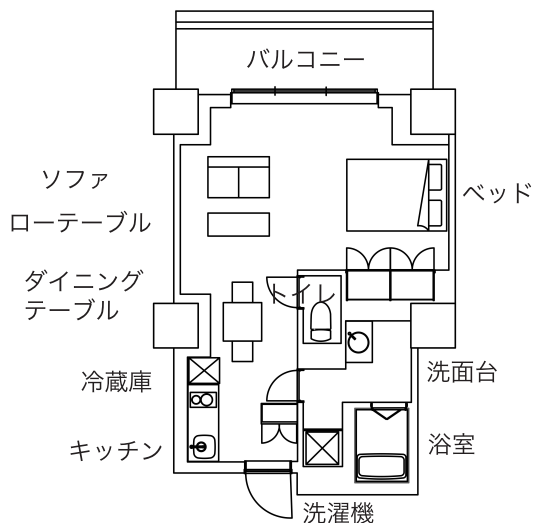 バルコニー
ソファ
ベッド
ローテーブル
ダイニング
テーブル
トイレ
洗面台
冷蔵庫
浴室
キッチン
洗濯機